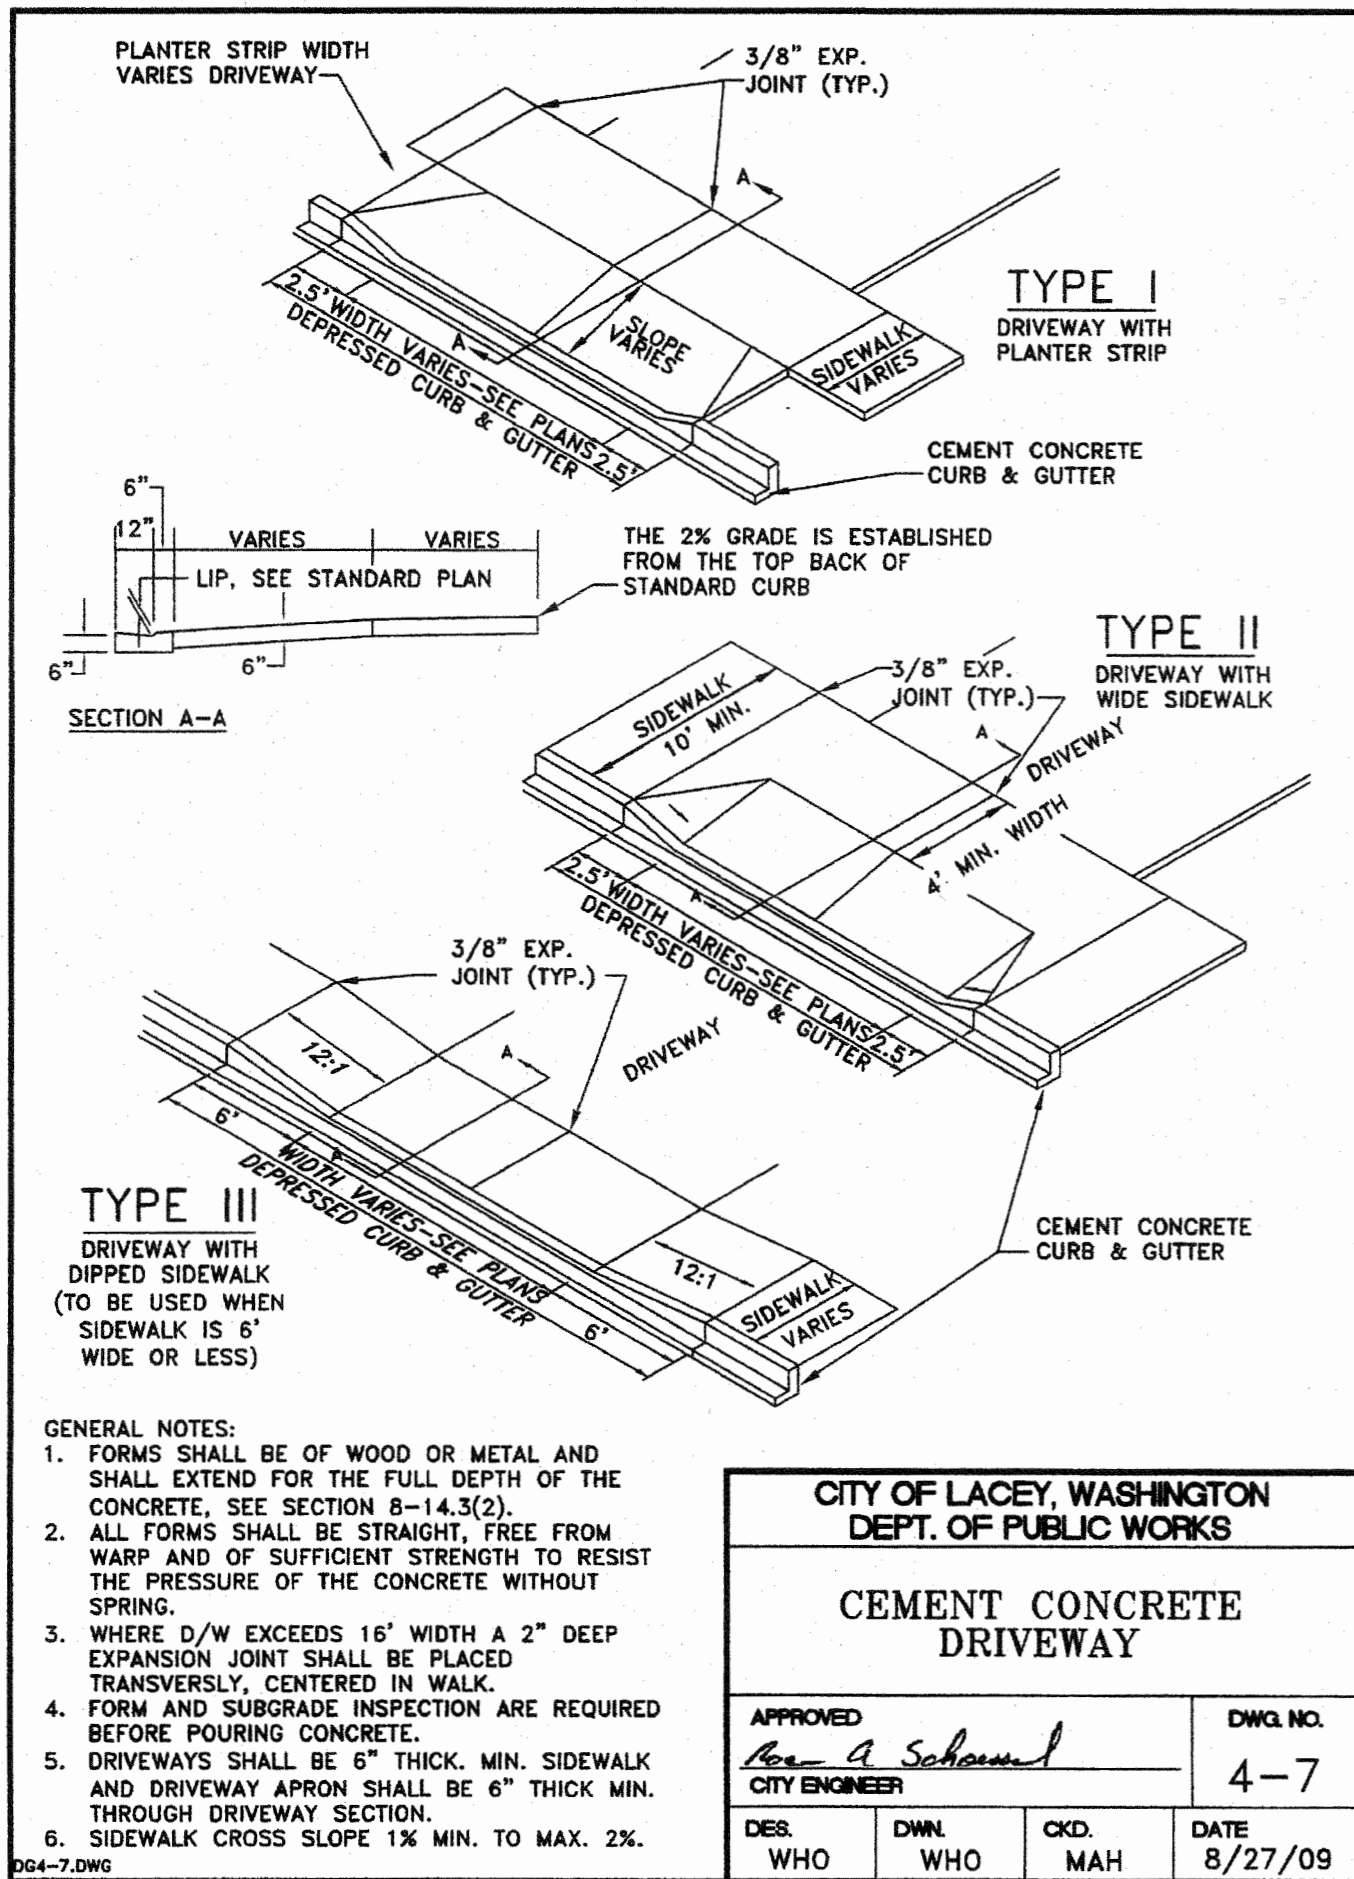 PLANTER STRIP WIDTH
VARIES DRIVEWAY
3/8" EXP.
JOINT (TYP.)
A
TYPE I
DRIVEWAY WITH
PLANTER STRIP
SLOPE
VARIES
SIDEWALK
VARIES
A
2.5' WIDTH VARIES-SEE PLANS 2.5'
DEPRESSED CURB & GUTTER
CEMENT CONCRETE
CURB & GUTTER
6"
12"
VARIES
VARIES
LIP, SEE STANDARD PLAN
THE 2% GRADE IS ESTABLISHED
FROM THE TOP BACK OF
STANDARD CURB
6"
6"
SECTION A-A
TYPE II
DRIVEWAY WITH
WIDE SIDEWALK
3/8" EXP.
JOINT (TYP.)
SIDEWALK
10' MIN.
A
DRIVEWAY
4' MIN. WIDTH
A
2.5' WIDTH VARIES-SEE PLANS 2.5'
DEPRESSED CURB & GUTTER
3/8" EXP.
JOINT (TYP.)
12:1
A
DRIVEWAY
6'
A
WIDTH VARIES-SEE PLANS
DEPRESSED CURB & GUTTER
6'
12:1
SIDEWALK
VARIES
TYPE III
DRIVEWAY WITH
DIPPED SIDEWALK
(TO BE USED WHEN
SIDEWALK IS 6'
WIDE OR LESS)
CEMENT CONCRETE
CURB & GUTTER
GENERAL NOTES:
1. FORMS SHALL BE OF WOOD OR METAL AND
SHALL EXTEND FOR THE FULL DEPTH OF THE
CONCRETE, SEE SECTION 8-14.3(2).
2. ALL FORMS SHALL BE STRAIGHT, FREE FROM
WARP AND OF SUFFICIENT STRENGTH TO RESIST
THE PRESSURE OF THE CONCRETE WITHOUT
SPRING.
3. WHERE D/W EXCEEDS 16' WIDTH A 2" DEEP
EXPANSION JOINT SHALL BE PLACED
TRANSVERSLY, CENTERED IN WALK.
4. FORM AND SUBGRADE INSPECTION ARE REQUIRED
BEFORE POURING CONCRETE.
5. DRIVEWAYS SHALL BE 6" THICK. MIN. SIDEWALK
AND DRIVEWAY APRON SHALL BE 6" THICK MIN.
THROUGH DRIVEWAY SECTION.
6. SIDEWALK CROSS SLOPE 1% MIN. TO MAX. 2%.
DG4-7.DWG
CITY OF LACEY, WASHINGTON
DEPT. OF PUBLIC WORKS
CEMENT CONCRETE
DRIVEWAY
APPROVED
CITY ENGINEER
DWG. NO.
4-7
DES.
WHO
DWN.
WHO
CKD.
MAH
DATE
8/27/09